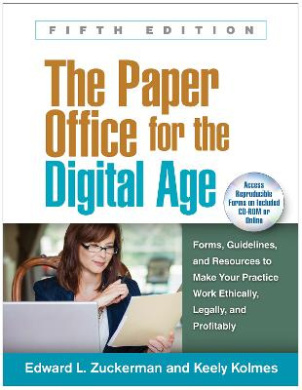 FIFTH EDITION
The Paper
Office for the
Digital Age
Access
Reproducible
Forms on Included
CD-ROM or
Online
Forms, Guidelines,
and Resources to
Make Your Practice
Work Ethically,
Legally, and
Profitably
Edward L. Zuckerman and Keely Kolmes